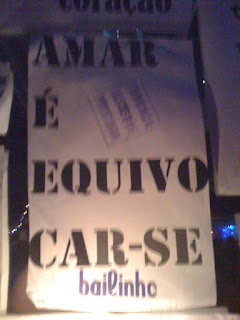 coração
AMAR
É
EQUIVO
CAR-SE
bailinho